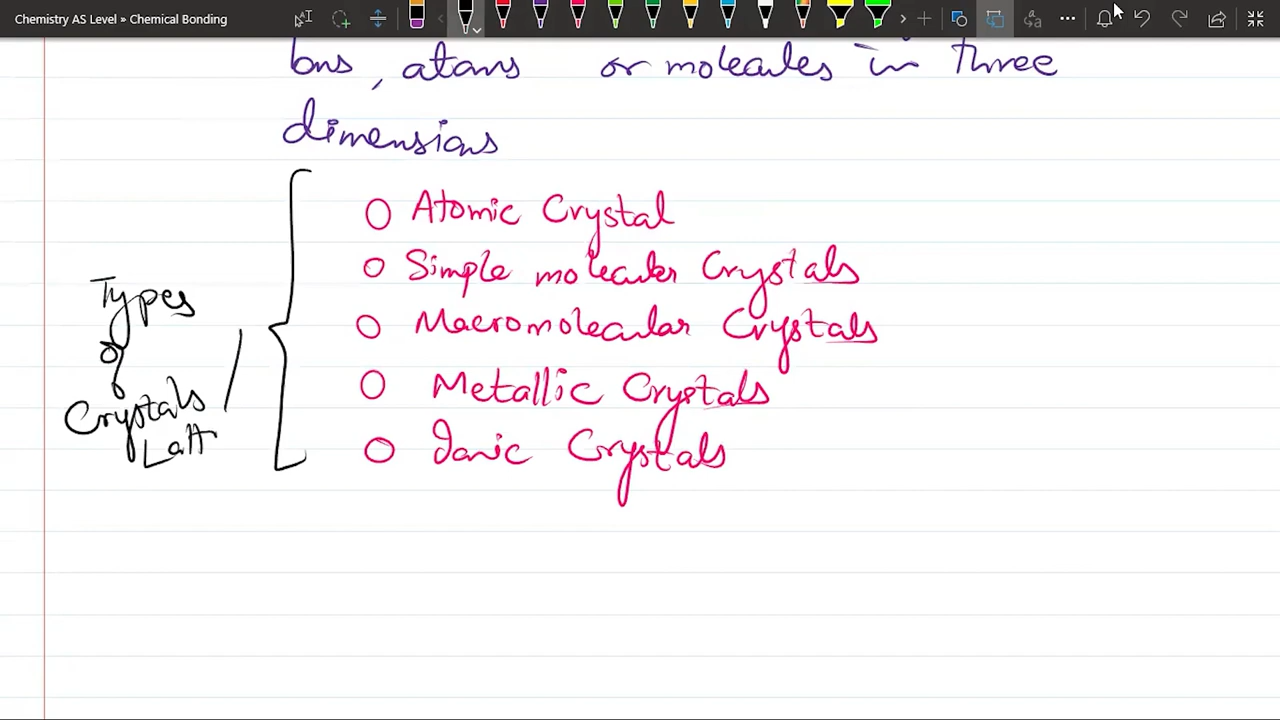 Chemistry AS Level » Chemical Bonding
Ions, atoms or molecules in three
dimensions
Atomic Crystal
Simple molecular Crystals
Macromolecular Crystals
Metallic Crystals
Ionic Crystals
Types
of
Crystals /
Latt